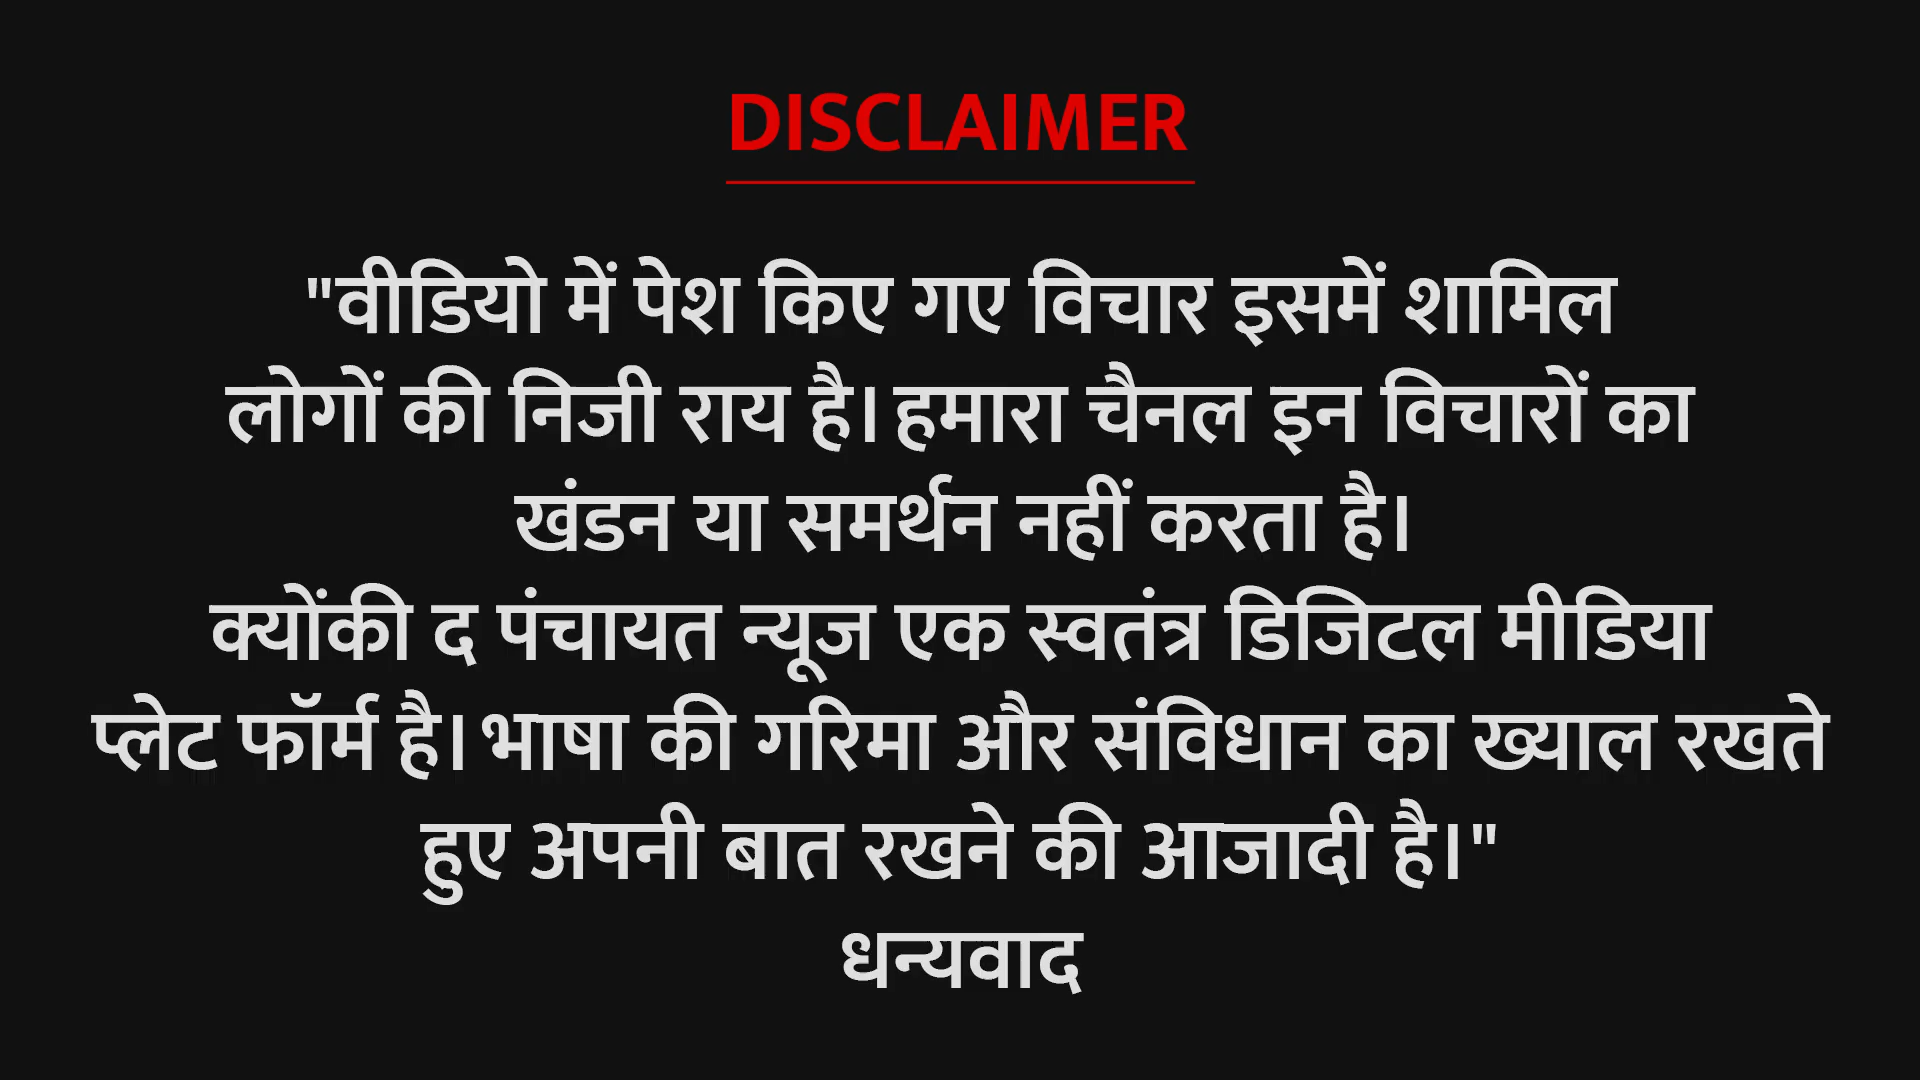 DISCLAIMER
"वीडियो में पेश किए गए विचार इसमें शामिल
लोगों की निजी राय है। हमारा चैनल इन विचारों का
खंडन या समर्थन नहीं करता है।
क्योंकी द पंचायत न्यूज एक स्वतंत्र डिजिटल मीडिया
प्लेट फॉर्म है। भाषा की गरिमा और संविधान का ख्याल रखते
हुए अपनी बात रखने की आजादी है।"
धन्यवाद